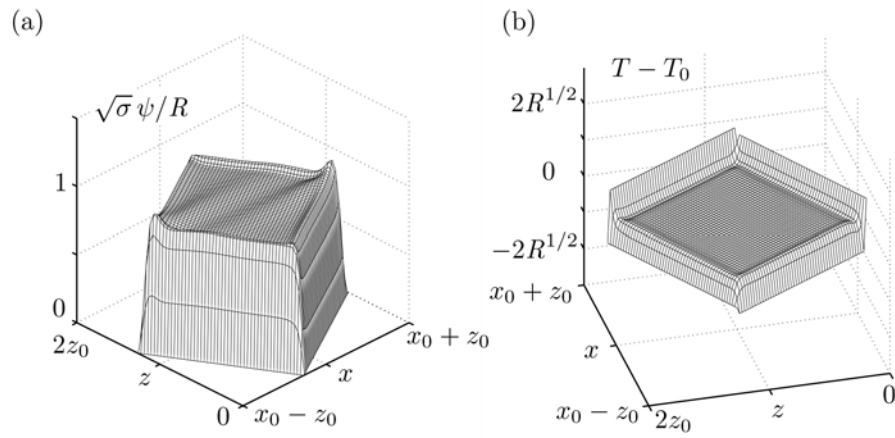 (a)
√σ ψ/R
1
0
2z₀
z
0
x₀ − z₀
x
x₀ + z₀
(b)
T − T₀
2R^{1/2}
0
−2R^{1/2}
x₀ + z₀
x
x₀ − z₀
2z₀
z
0